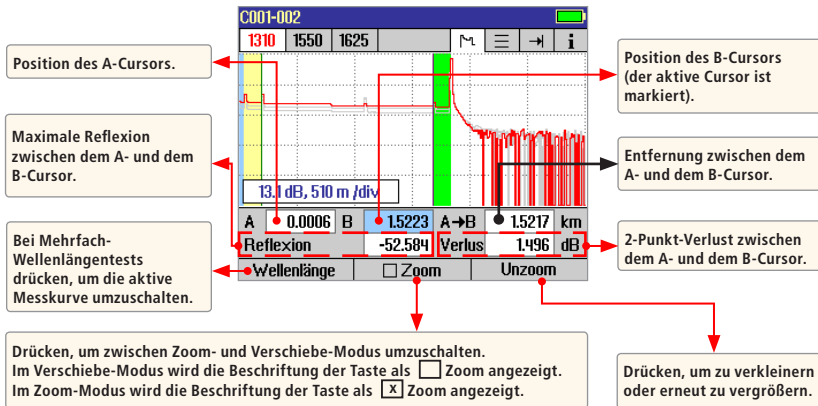 C001-002
1310 1550 1625 i
Position des A-Cursors.
Position des B-Cursors
(der aktive Cursor ist
markiert).
Maximale Reflexion
zwischen dem A- und dem
B-Cursor.
Entfernung zwischen dem
A- und dem B-Cursor.
13.1 dB, 510 m /div
A 0.0006 B 1.5223 A→B 1.5217 km
Reflexion -52.584 Verlus 1.496 dB
Bei Mehrfach-
Wellenlängentests
drücken, um die aktive
Messkurve umzuschalten.
2-Punkt-Verlust zwischen
dem A- und dem B-Cursor.
Wellenlänge ☐ Zoom Unzoom
Drücken, um zwischen Zoom- und Verschiebe-Modus umzuschalten.
Im Verschiebe-Modus wird die Beschriftung der Taste als ☐ Zoom angezeigt.
Im Zoom-Modus wird die Beschriftung der Taste als [X] Zoom angezeigt.
Drücken, um zu verkleinern
oder erneut zu vergrößern.